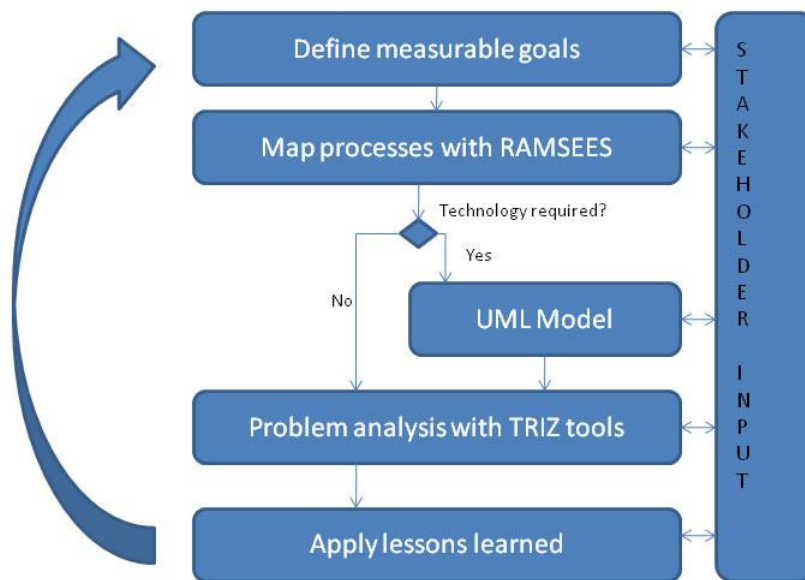 Define measurable goals
Map processes with RAMSEES
Technology required?
Yes
No
UML Model
Problem analysis with TRIZ tools
Apply lessons learned
STAKEHOLDER INPUT